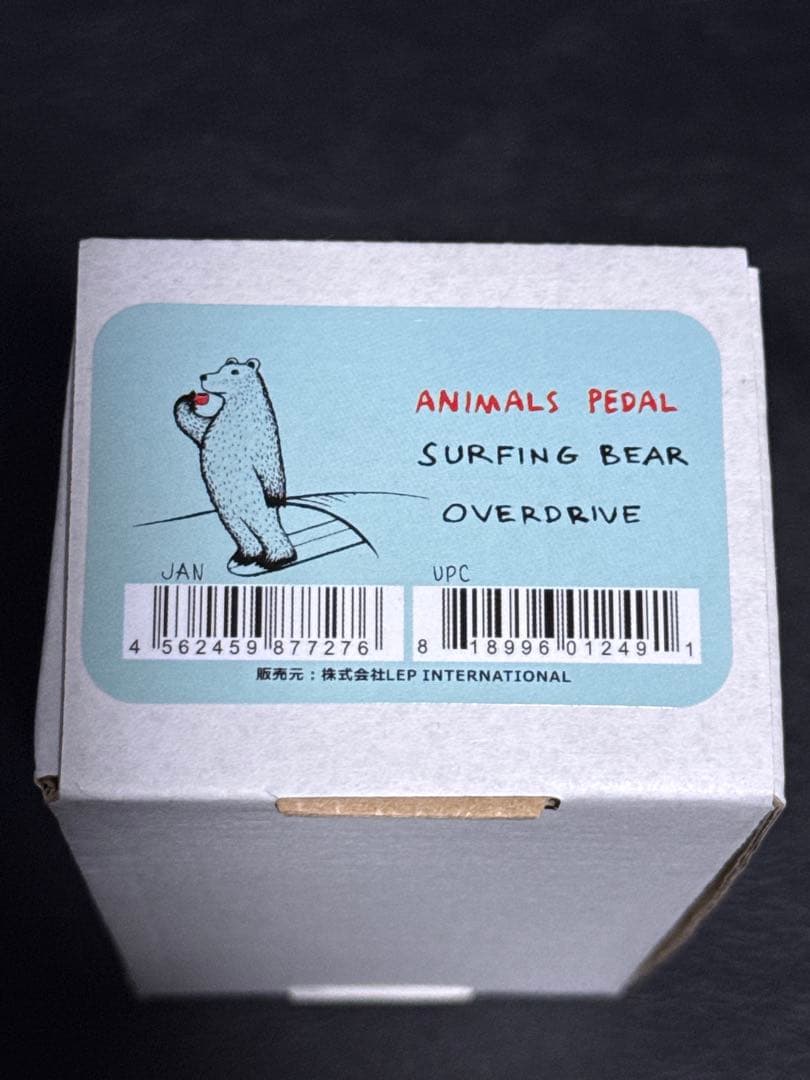 ANIMALS PEDAL
SURFING BEAR
OVERDRIVE
JAN
UPC
4 562459 877276
8 18996 01249 1
販売元：株式会社LEP INTERNATIONAL